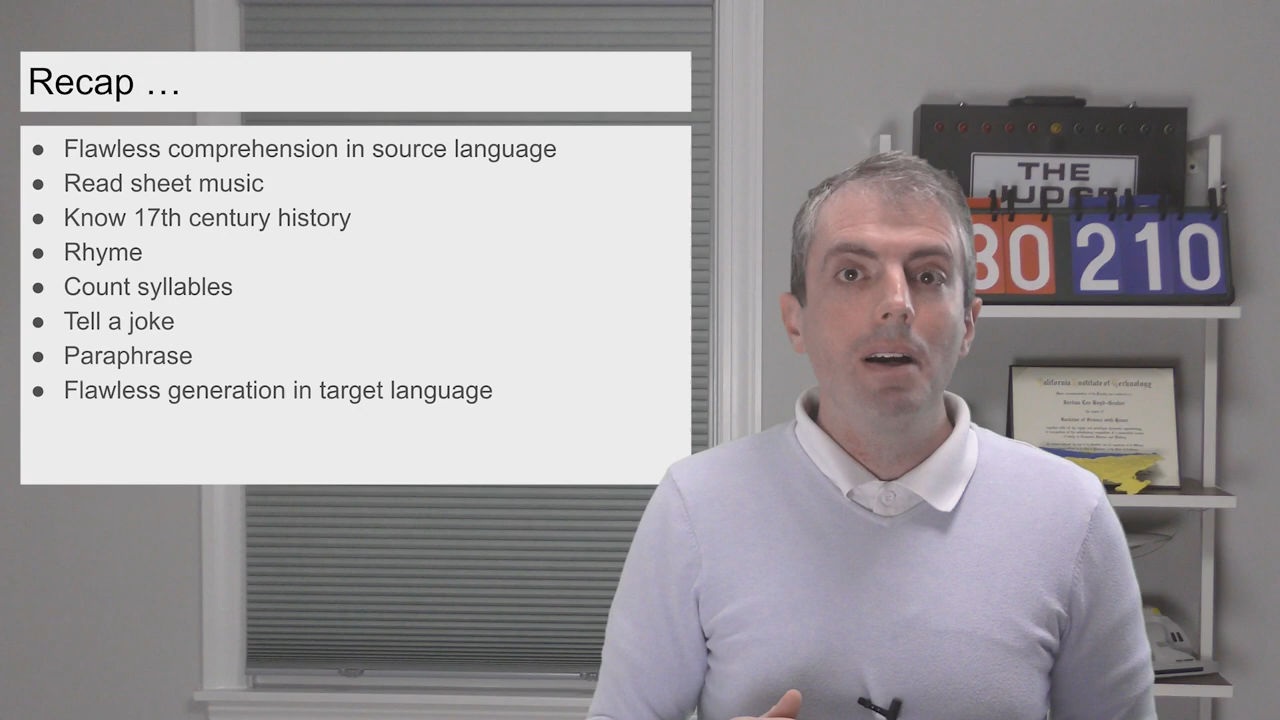 Recap …
● Flawless comprehension in source language
● Read sheet music
● Know 17th century history
● Rhyme
● Count syllables
● Tell a joke
● Paraphrase
● Flawless generation in target language
THE
JUDGE
30 210
California Institute of Technology